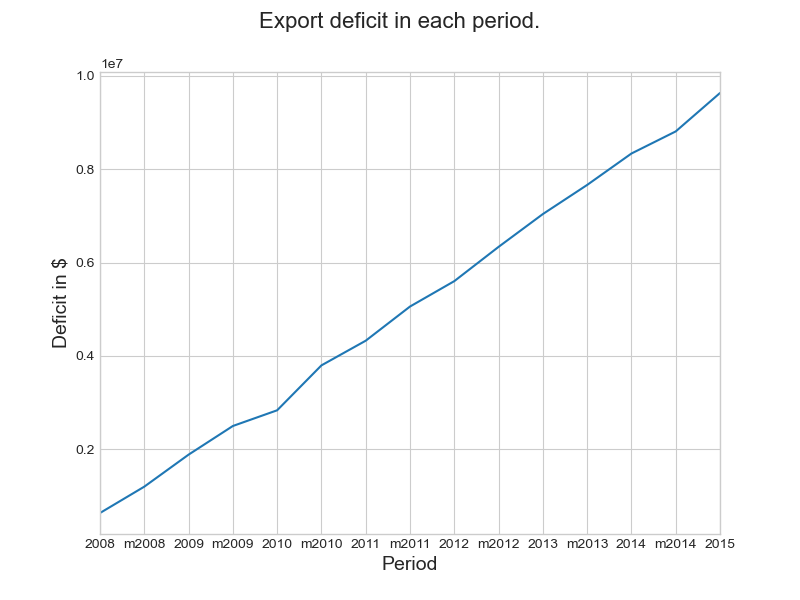 Export deficit in each period.
1e7
1.0
0.8
0.6
0.4
0.2
Deficit in $
2008 m2008 2009 m2009 2010 m2010 2011 m2011 2012 m2012 2013 m2013 2014 m2014 2015
Period